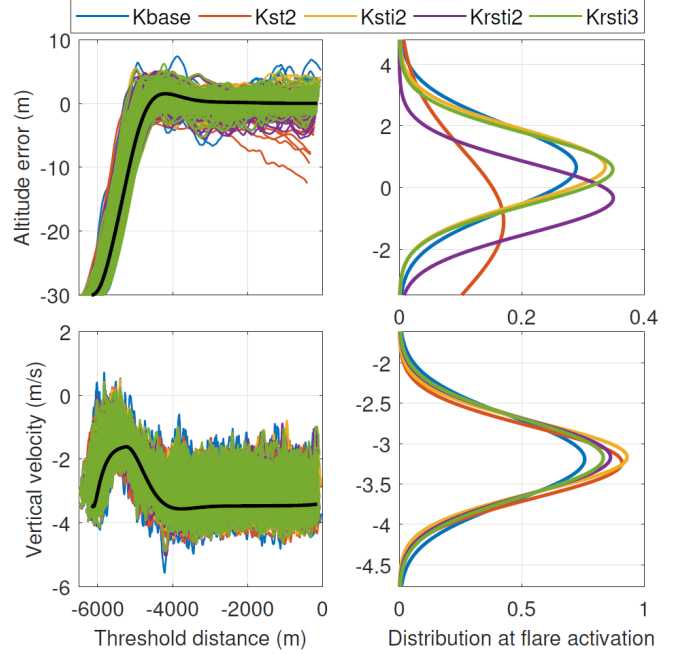 Kbase Kst2 Ksti2 Krsti2 Krsti3
Altitude error (m)
10
0
-10
-20
-30
4
2
0
-2
0 0.2 0.4
Vertical velocity (m/s)
2
0
-2
-4
-6
-6000 -4000 -2000 0
Threshold distance (m)
-2
-2.5
-3
-3.5
-4
-4.5
0 0.5 1
Distribution at flare activation